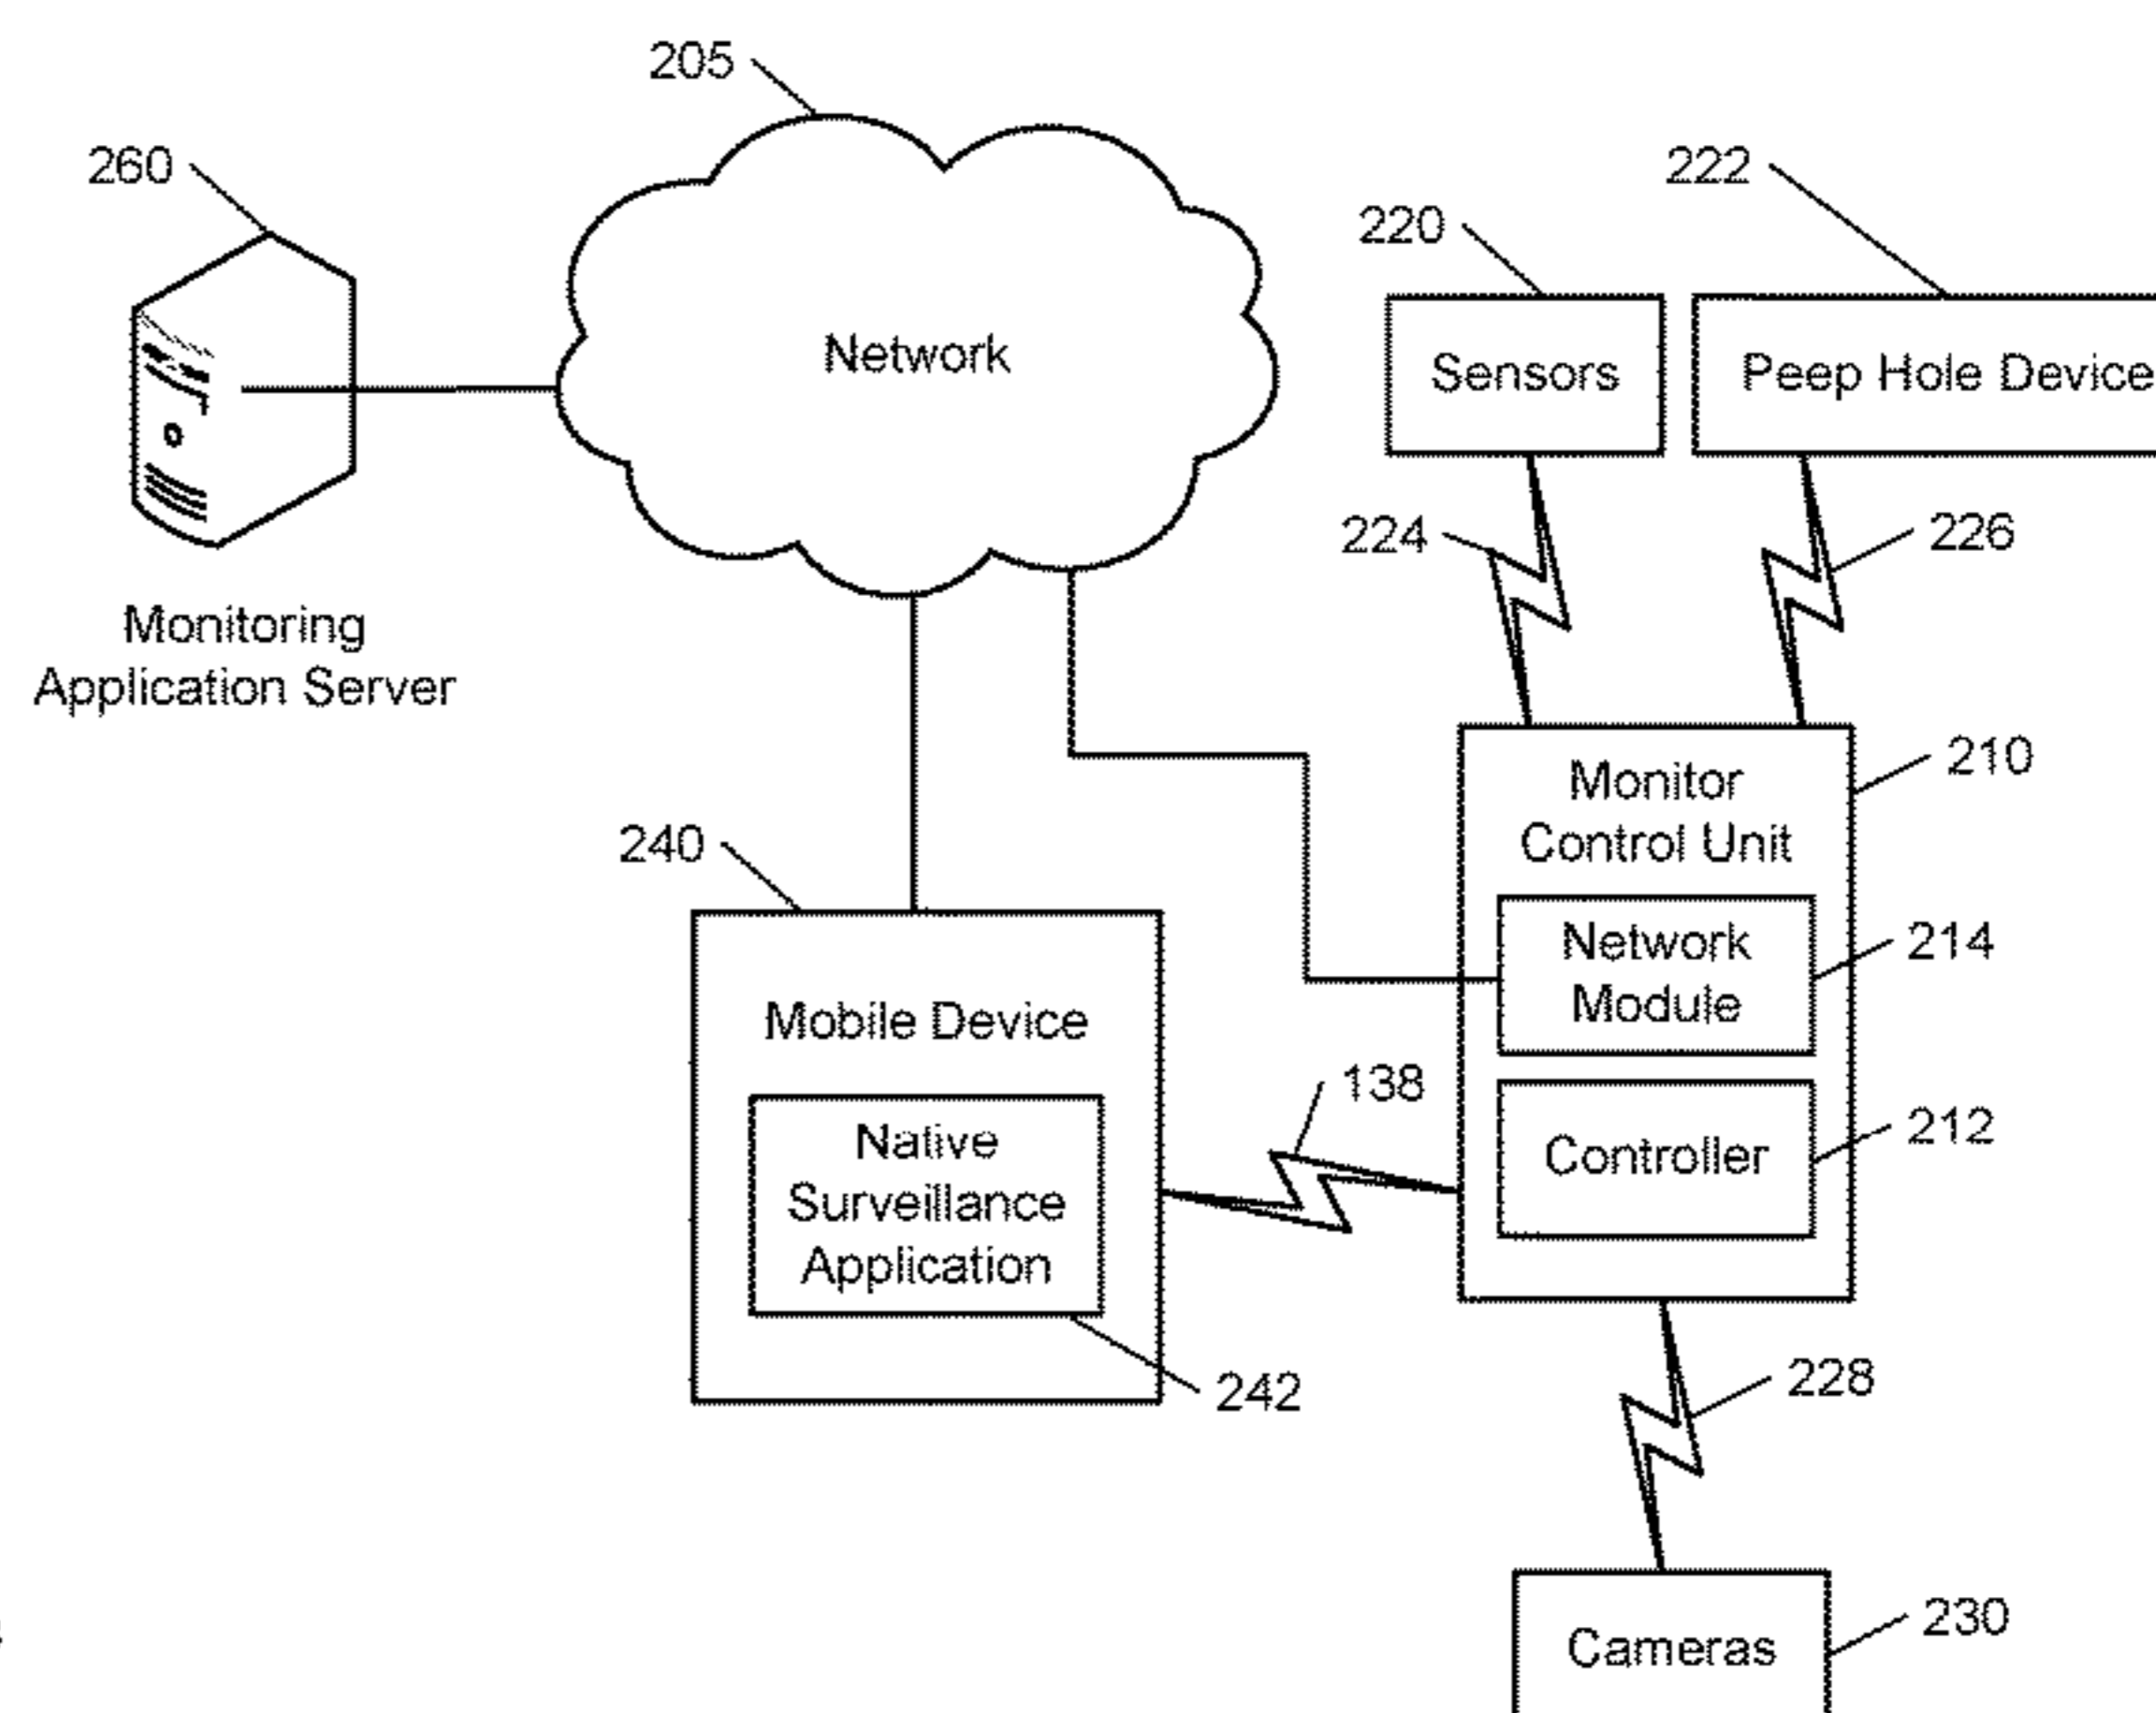 205
260
222
220
Network
Sensors
Peep Hole Device
224
226
Monitoring
Application Server
210
Monitor
Control Unit
240
Network
Module
214
Mobile Device
138
212
Controller
Native
Surveillance
Application
242
228
230
Cameras